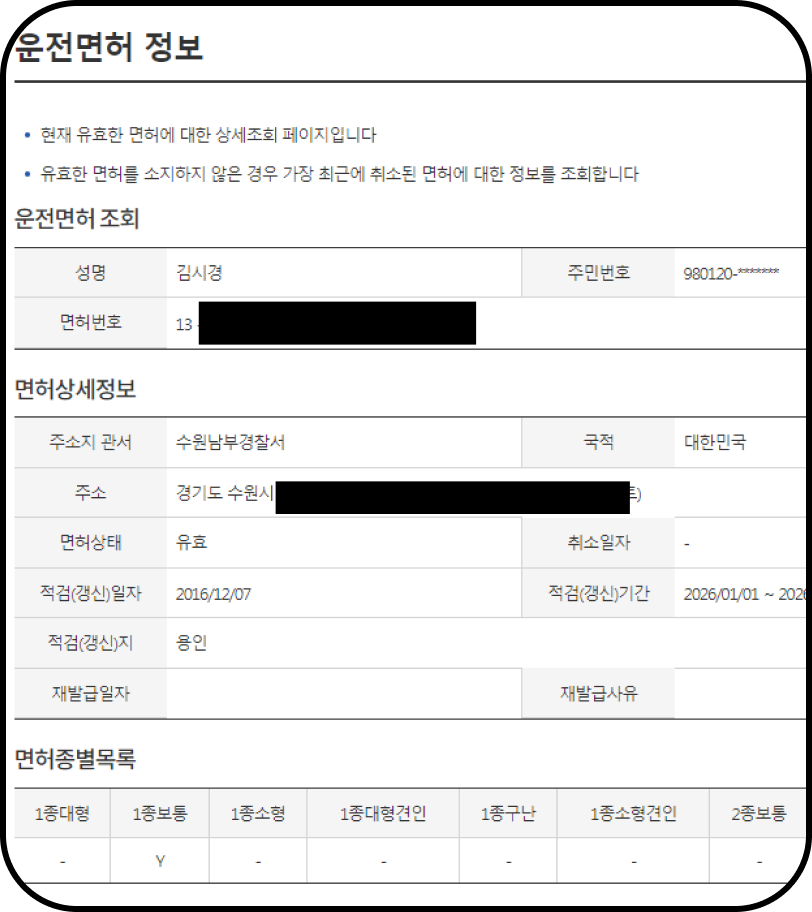 운전면허 정보
현재 유효한 면허에 대한 상세조회 페이지입니다
유효한 면허를 소지하지 않은 경우 가장 최근에 취소된 면허에 대한 정보를 조회합니다
운전면허 조회
성명 김시경 주민번호 980120-*******
면허번호 13
면허상세정보
주소지 관서 수원남부경찰서 국적 대한민국
주소 경기도 수원시 트)
면허상태 유효 취소일자 -
적검(갱신)일자 2016/12/07 적검(갱신)기간 2026/01/01 ~ 2026
적검(갱신)지 용인
재발급일자 재발급사유
면허종별목록
1종대형 1종보통 1종소형 1종대형견인 1종구난 1종소형견인 2종보통
- Y - - - - -